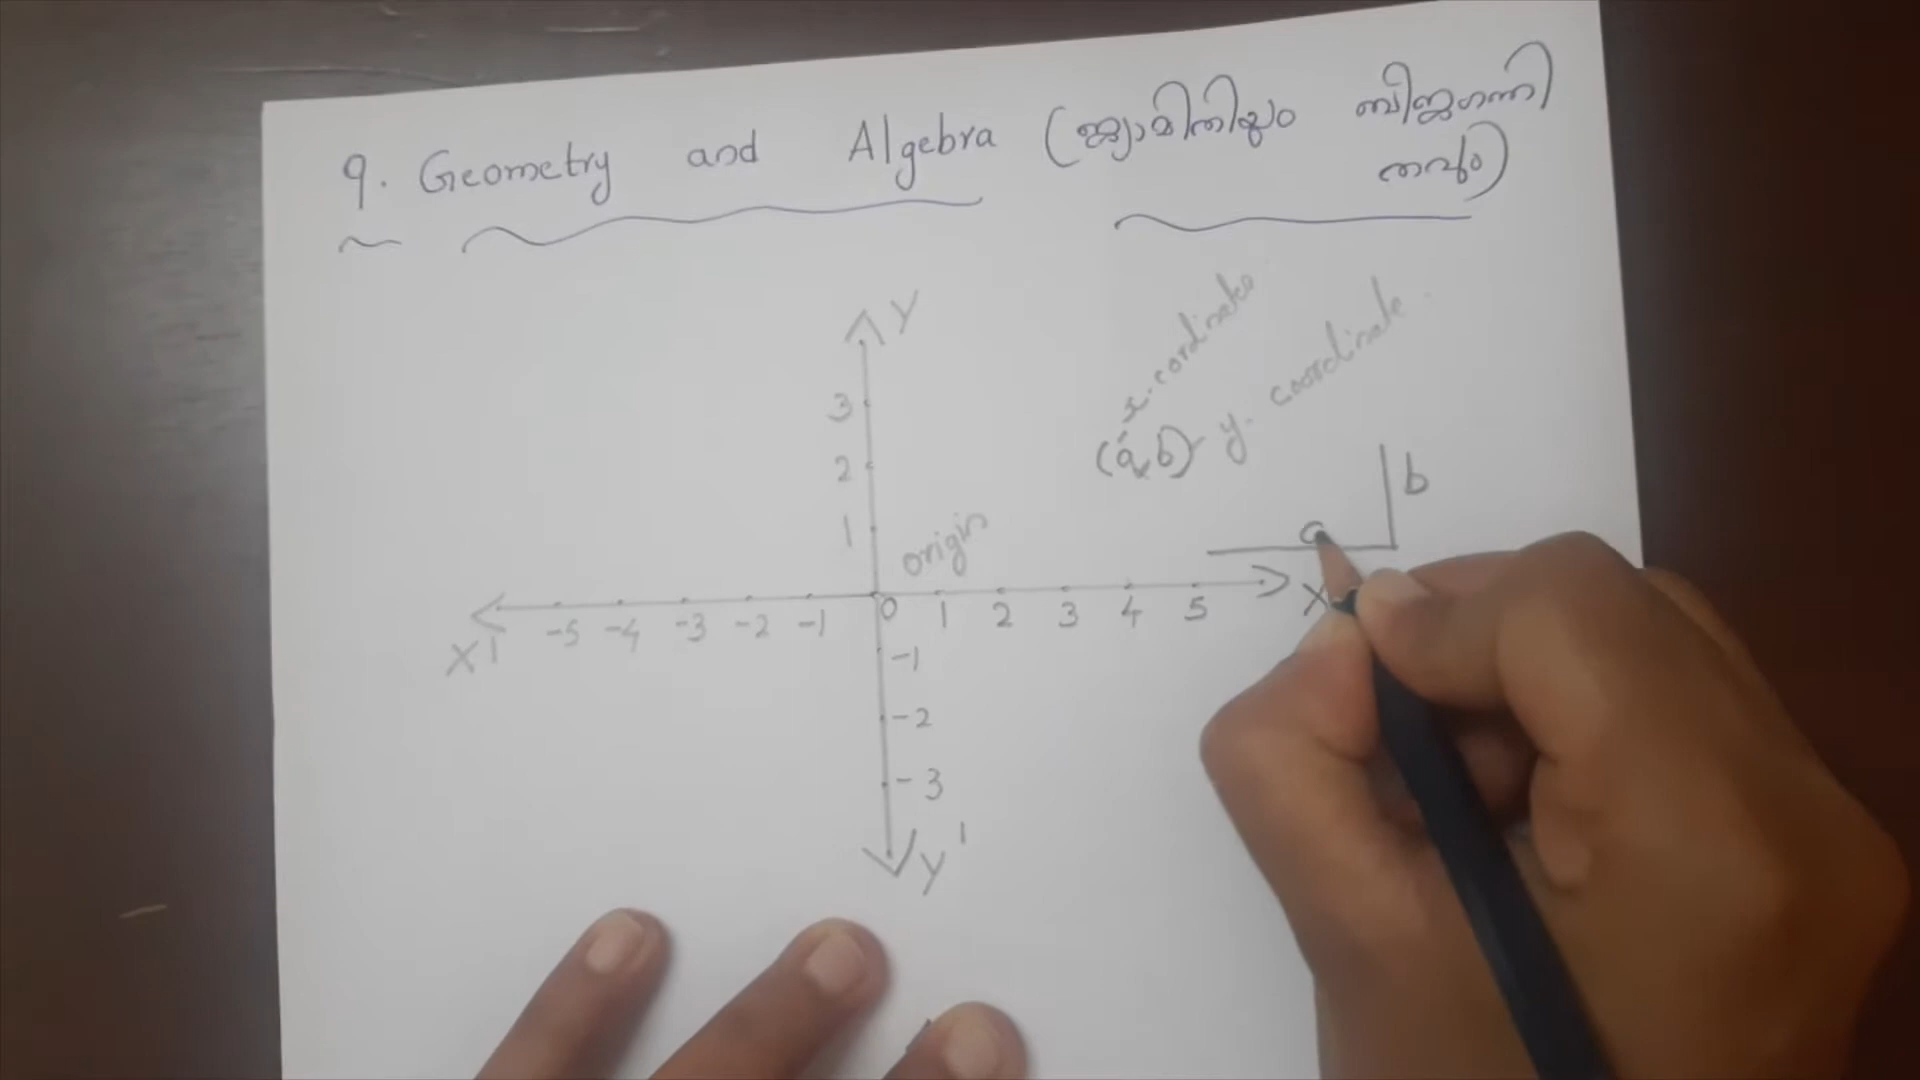 9. Geometry and Algebra (ജ്യാമിതിയും ബീജഗണി
തവും)
Y
x-cordinate
y. coordinate
(a,b)
3
2
1
b
a
origin
X
X'
-5 -4 -3 -2 -1 0 1 2 3 4 5
-1
-2
-3
Y'